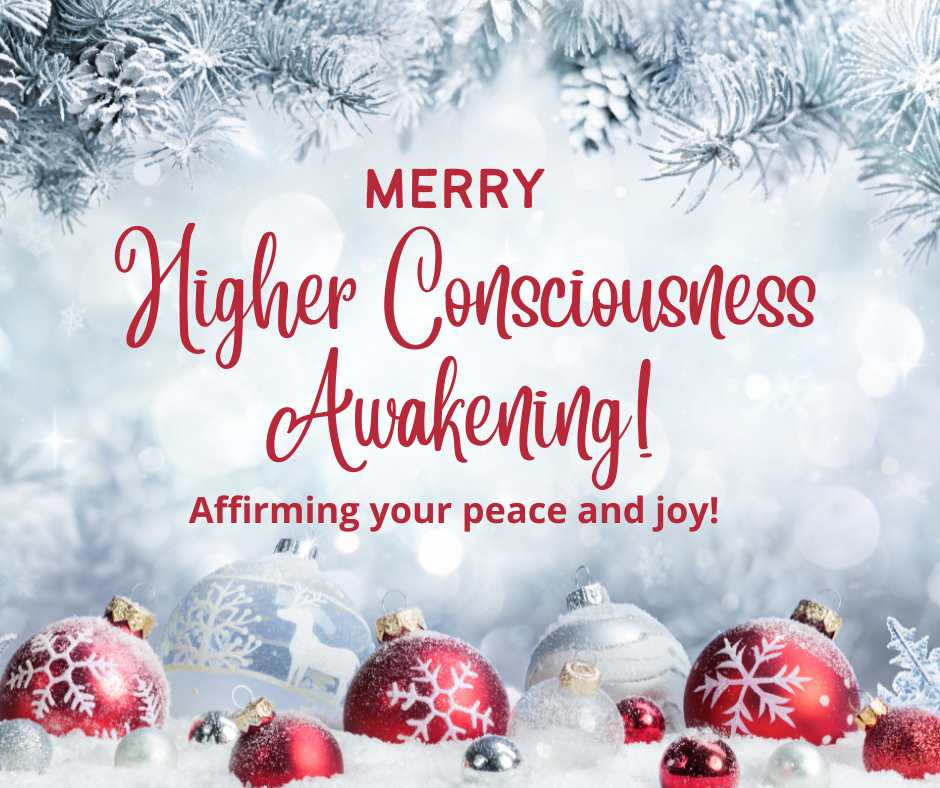 MERRY
Higher Consciousness
Awakening!
Affirming your peace and joy!